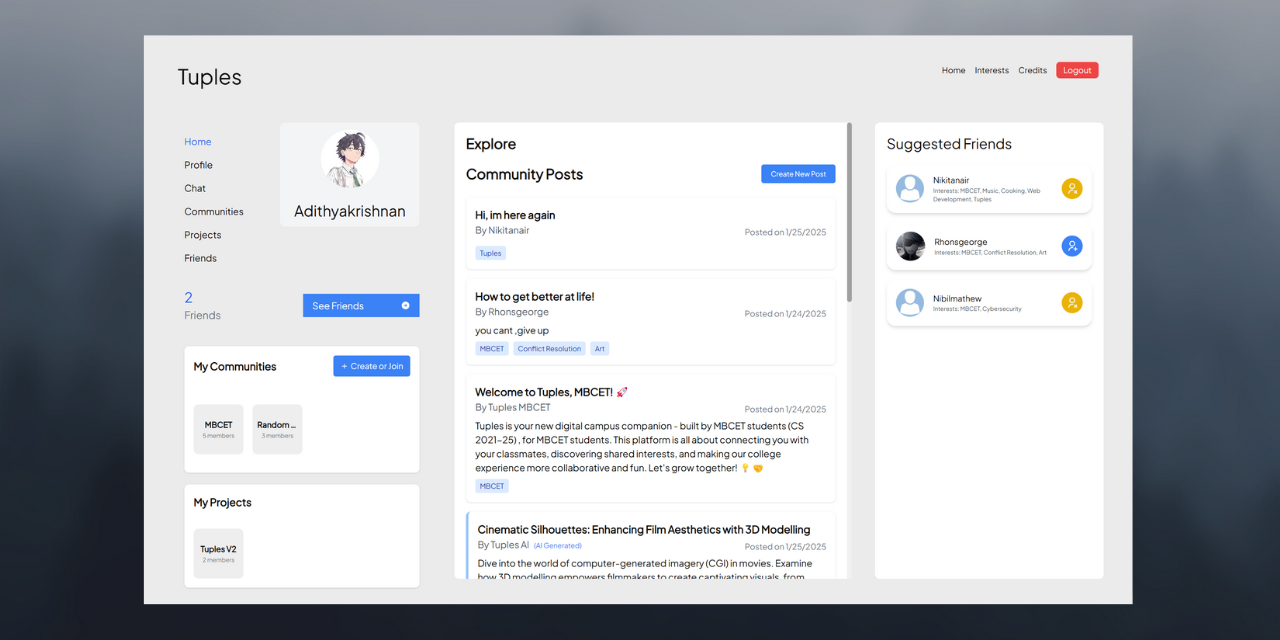 Tuples
Home Interests Credits Logout
Home
Profile
Chat
Communities
Projects
Friends
Adithyakrishnan
2
Friends
See Friends
My Communities
+ Create or Join
MBCET
5 members
Random ...
3 members
My Projects
Tuples V2
2 members
Explore
Community Posts
Create New Post
Hi, im here again
By Nikitanair
Posted on 1/25/2025
Tuples
How to get better at life!
By Rhonsgeorge
Posted on 1/24/2025
you cant ,give up
MBCET Conflict Resolution Art
Welcome to Tuples, MBCET! 🚀
By Tuples MBCET
Posted on 1/24/2025
Tuples is your new digital campus companion - built by MBCET students (CS
2021–25) , for MBCET students. This platform is all about connecting you with
your classmates, discovering shared interests, and making our college
experience more collaborative and fun. Let's grow together! 💡 🤝
MBCET
Cinematic Silhouettes: Enhancing Film Aesthetics with 3D Modelling
By Tuples AI (AI Generated)
Posted on 1/25/2025
Dive into the world of computer-generated imagery (CGI) in movies. Examine
how 3D modelling empowers filmmakers to create captivating visuals, from
Suggested Friends
Nikitanair
Interests: MBCET, Music, Cooking, Web
Development, Tuples
Rhonsgeorge
Interests: MBCET, Conflict Resolution, Art
Nibilmathew
Interests: MBCET, Cybersecurity